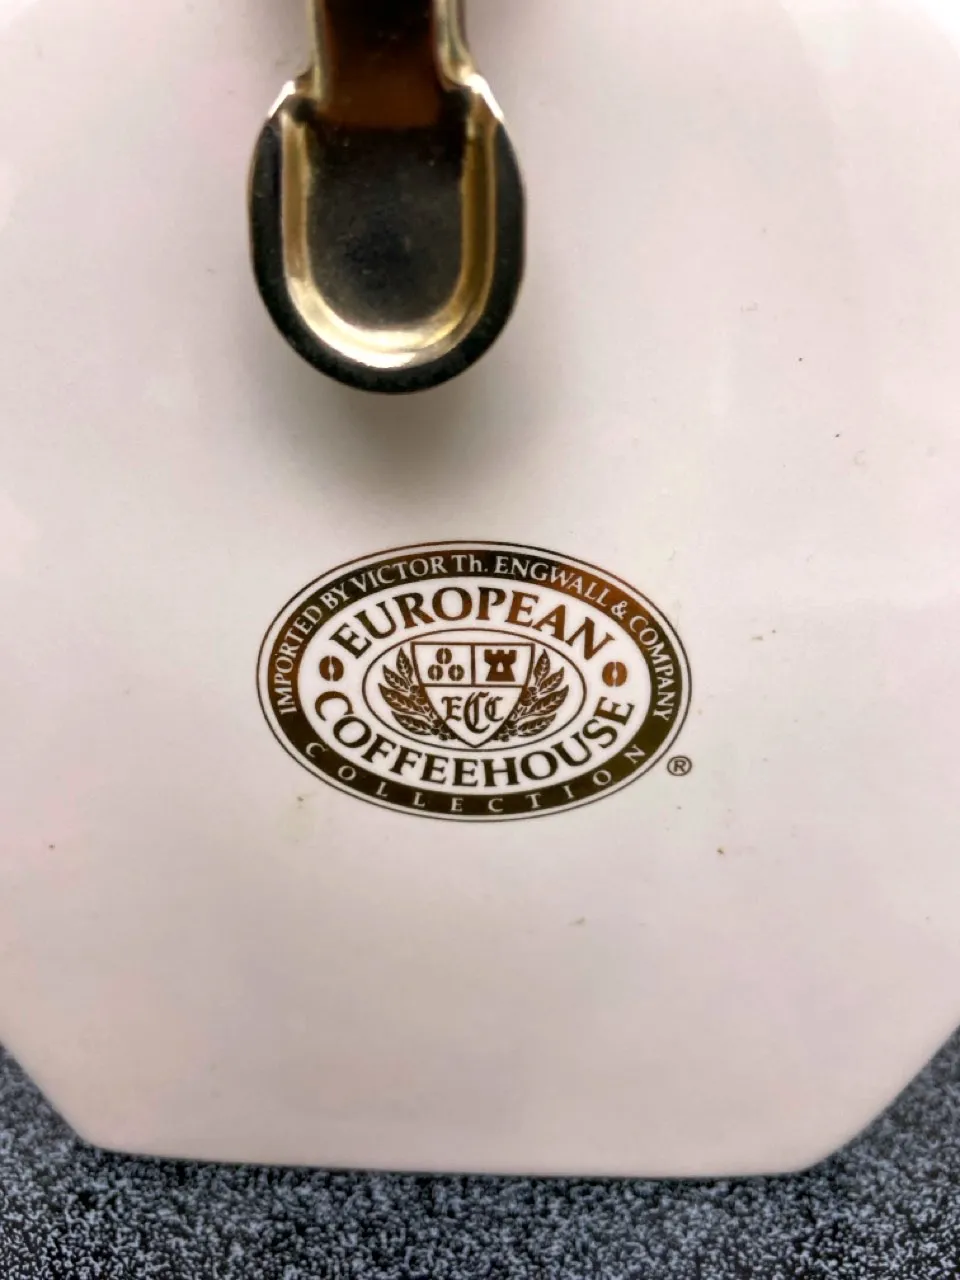 IMPORTED BY VICTOR Th. ENGWALL & COMPANY
EUROPEAN
ECC
COFFEEHOUSE
COLLECTION
®